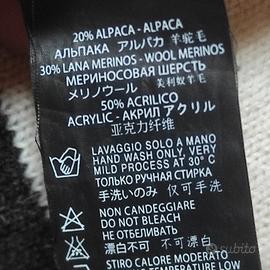 20% ALPACA - ALPACA
АЛЬПАКА アルパカ 羊驼毛
30% LANA MERINOS - WOOL MERINOS
МЕРИНОСОВАЯ ШЕРСТЬ
メリノウール 美利奴羊毛
50% ACRILICO
ACRYLIC - АКРИЛ アクリル
亚克力纤维
LAVAGGIO SOLO A MANO
HAND WASH ONLY, VERY
MILD PROCESS AT 30° C
ТОЛЬКО РУЧНАЯ СТИРКА
手洗いのみ 仅可手洗
NON CANDEGGIARE
DO NOT BLEACH
НЕ ОТБЕЛИВАТЬ
漂白不可 不可漂白
STIRO CALORE MODERATO
TEMPERATURE LOW
subito